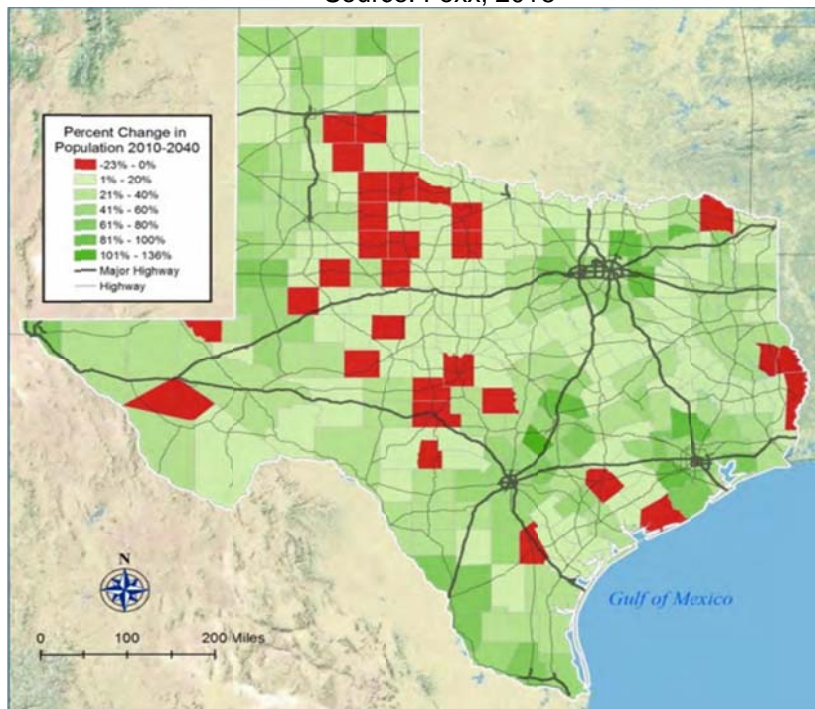 Percent Change in
Population 2010-2040
-23% - 0%
1% - 20%
21% - 40%
41% - 60%
61% - 80%
81% - 100%
101% - 136%
Major Highway
Highway
N
0 100 200 Miles
Gulf of Mexico